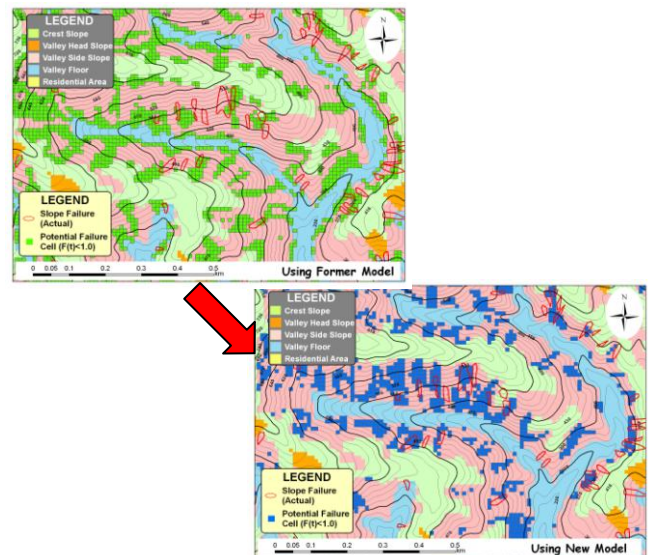 LEGEND
Crest Slope
Valley Head Slope
Valley Side Slope
Valley Floor
Residential Area
N
LEGEND
Slope Failure
(Actual)
Potential Failure
Cell (F(t)<1.0)
0 0.05 0.1 0.2 0.3 0.4 0.5
km
Using Former Model
LEGEND
Crest Slope
Valley Head Slope
Valley Side Slope
Valley Floor
Residential Area
N
LEGEND
Slope Failure
(Actual)
Potential Failure
Cell (F(t)<1.0)
0 0.05 0.1 0.2 0.3 0.4 0.5
km
Using New Model